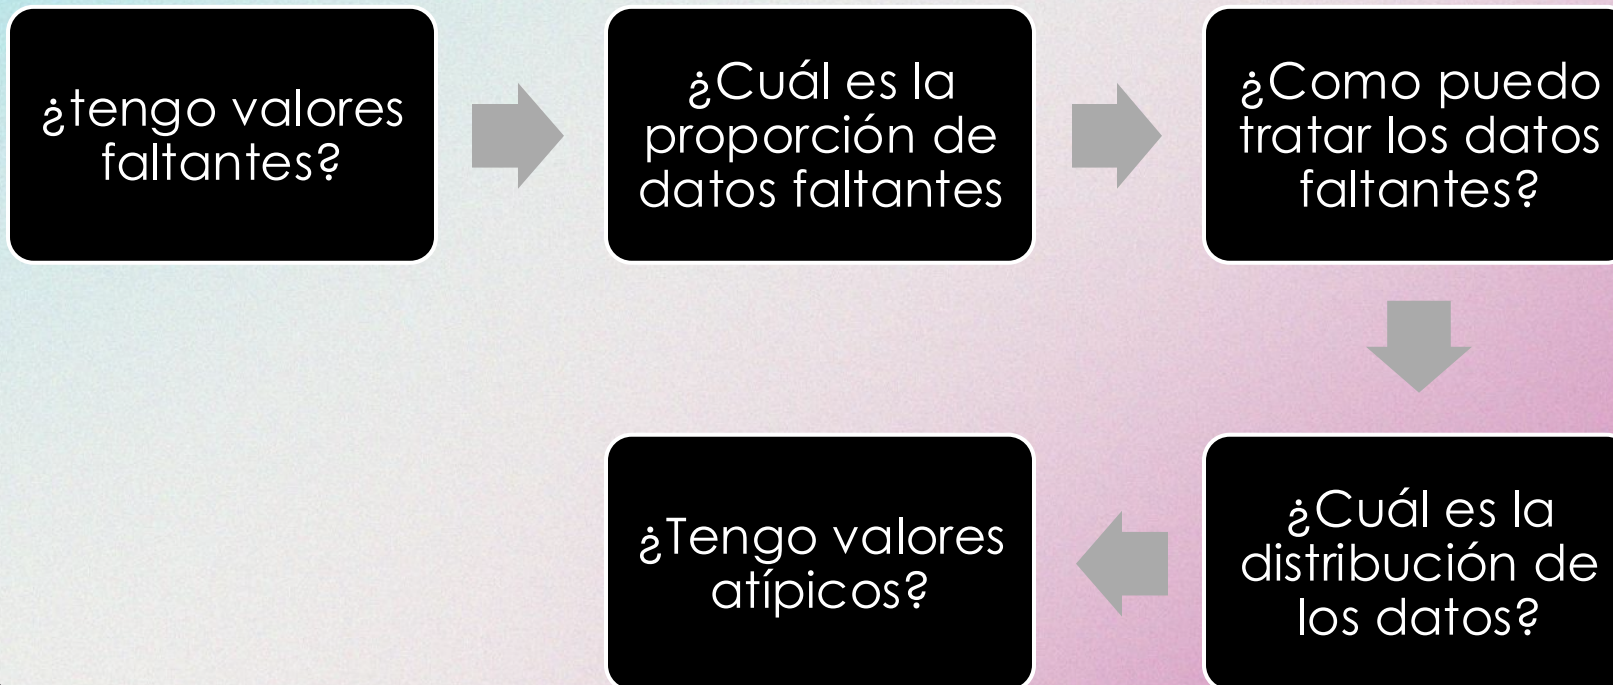 ¿tengo valores
faltantes?
¿Cuál es la
proporción de
datos faltantes
¿Como puedo
tratar los datos
faltantes?
¿Cuál es la
distribución de
los datos?
¿Tengo valores
atípicos?